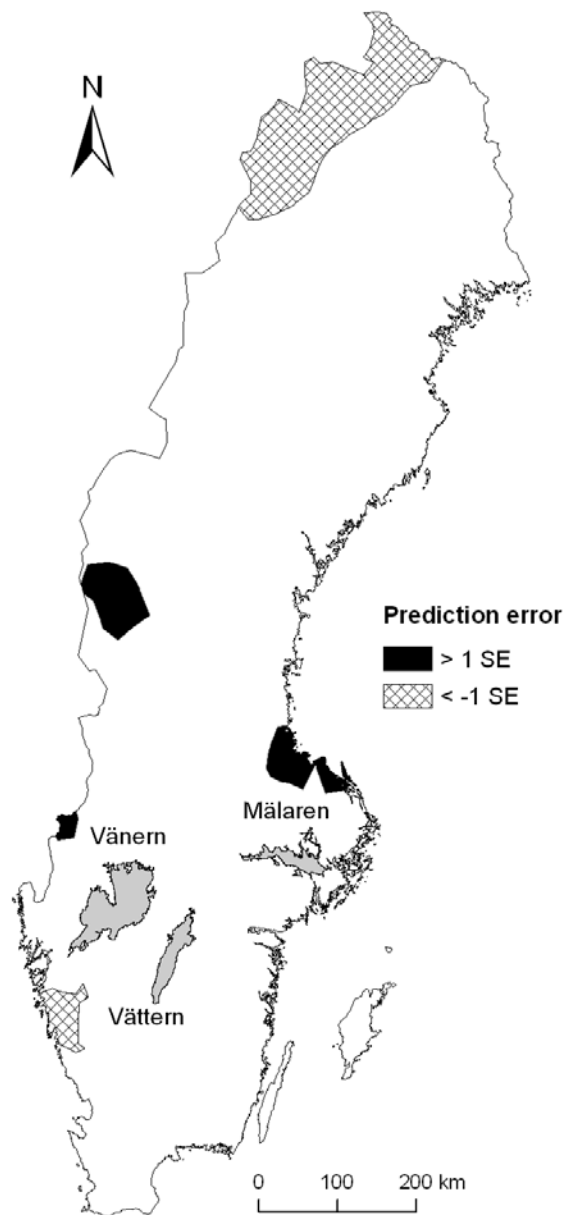 N
Prediction error
> 1 SE
< -1 SE
Mälaren
Vänern
Vättern
0 100 200 km